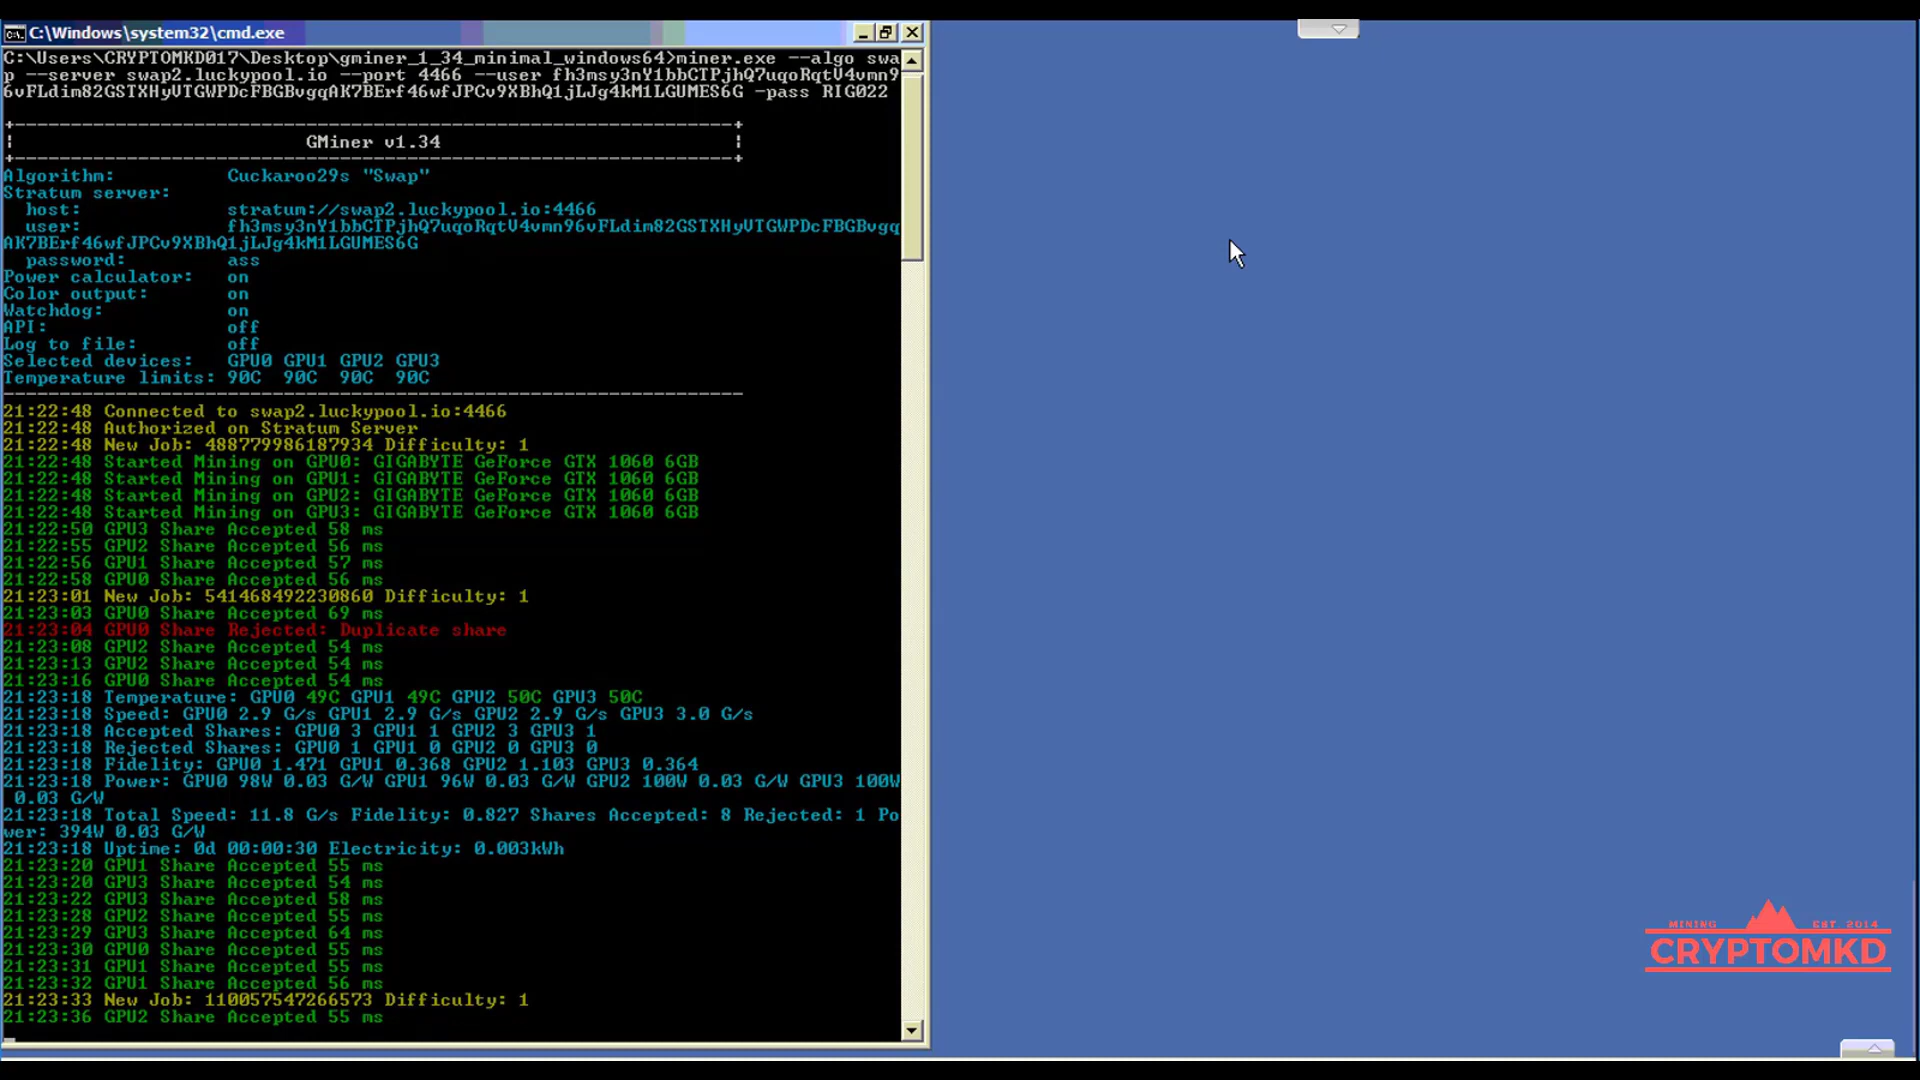 C:\Windows\system32\cmd.exe
C:\Users\CRYPTOMKD017\Desktop\gminer_1_34_minimal_windows64>miner.exe --algo swa
p --server swap2.luckypool.io --port 4466 --user fh3msy3nY1bbCTPjhQ7uqoRqtV4vmn9
6vFLdim82GSTXHyVTGWPDcFBGBvgqAK7BErf46wfJPCv9XBhQ1jLJg4kM1LGUMES6G -pass RIG022
+----------------------------------------------------------------+
| GMiner v1.34 |
+----------------------------------------------------------------+
Algorithm: Cuckaroo29s "Swap"
Stratum server:
host: stratum://swap2.luckypool.io:4466
user: fh3msy3nY1bbCTPjhQ7uqoRqtV4vmn96vFLdim82GSTXHyVTGWPDcFBGBvgq
AK7BErf46wfJPCv9XBhQ1jLJg4kM1LGUMES6G
password: ass
Power calculator: on
Color output: on
Watchdog: on
API: off
Log to file: off
Selected devices: GPU0 GPU1 GPU2 GPU3
Temperature limits: 90C 90C 90C 90C
------------------------------------------------------------------
21:22:48 Connected to swap2.luckypool.io:4466
21:22:48 Authorized on Stratum Server
21:22:48 New Job: 488779986187934 Difficulty: 1
21:22:48 Started Mining on GPU0: GIGABYTE GeForce GTX 1060 6GB
21:22:48 Started Mining on GPU1: GIGABYTE GeForce GTX 1060 6GB
21:22:48 Started Mining on GPU2: GIGABYTE GeForce GTX 1060 6GB
21:22:48 Started Mining on GPU3: GIGABYTE GeForce GTX 1060 6GB
21:22:50 GPU3 Share Accepted 58 ms
21:22:55 GPU2 Share Accepted 56 ms
21:22:56 GPU1 Share Accepted 57 ms
21:22:58 GPU0 Share Accepted 56 ms
21:23:01 New Job: 541468492230860 Difficulty: 1
21:23:03 GPU0 Share Accepted 69 ms
21:23:04 GPU0 Share Rejected: Duplicate share
21:23:08 GPU2 Share Accepted 54 ms
21:23:13 GPU2 Share Accepted 54 ms
21:23:16 GPU0 Share Accepted 54 ms
21:23:18 Temperature: GPU0 49C GPU1 49C GPU2 50C GPU3 50C
21:23:18 Speed: GPU0 2.9 G/s GPU1 2.9 G/s GPU2 2.9 G/s GPU3 3.0 G/s
21:23:18 Accepted Shares: GPU0 3 GPU1 1 GPU2 3 GPU3 1
21:23:18 Rejected Shares: GPU0 1 GPU1 0 GPU2 0 GPU3 0
21:23:18 Fidelity: GPU0 1.471 GPU1 0.368 GPU2 1.103 GPU3 0.364
21:23:18 Power: GPU0 98W 0.03 G/W GPU1 96W 0.03 G/W GPU2 100W 0.03 G/W GPU3 100W
0.03 G/W
21:23:18 Total Speed: 11.8 G/s Fidelity: 0.827 Shares Accepted: 8 Rejected: 1 Po
wer: 394W 0.03 G/W
21:23:18 Uptime: 0d 00:00:30 Electricity: 0.003kWh
21:23:20 GPU1 Share Accepted 55 ms
21:23:20 GPU3 Share Accepted 54 ms
21:23:22 GPU3 Share Accepted 58 ms
21:23:28 GPU2 Share Accepted 55 ms
21:23:29 GPU3 Share Accepted 64 ms
21:23:30 GPU0 Share Accepted 55 ms
21:23:31 GPU1 Share Accepted 55 ms
21:23:32 GPU1 Share Accepted 56 ms
21:23:33 New Job: 110057547266573 Difficulty: 1
21:23:36 GPU2 Share Accepted 55 ms
MINING EST. 2014
CRYPTOMKD